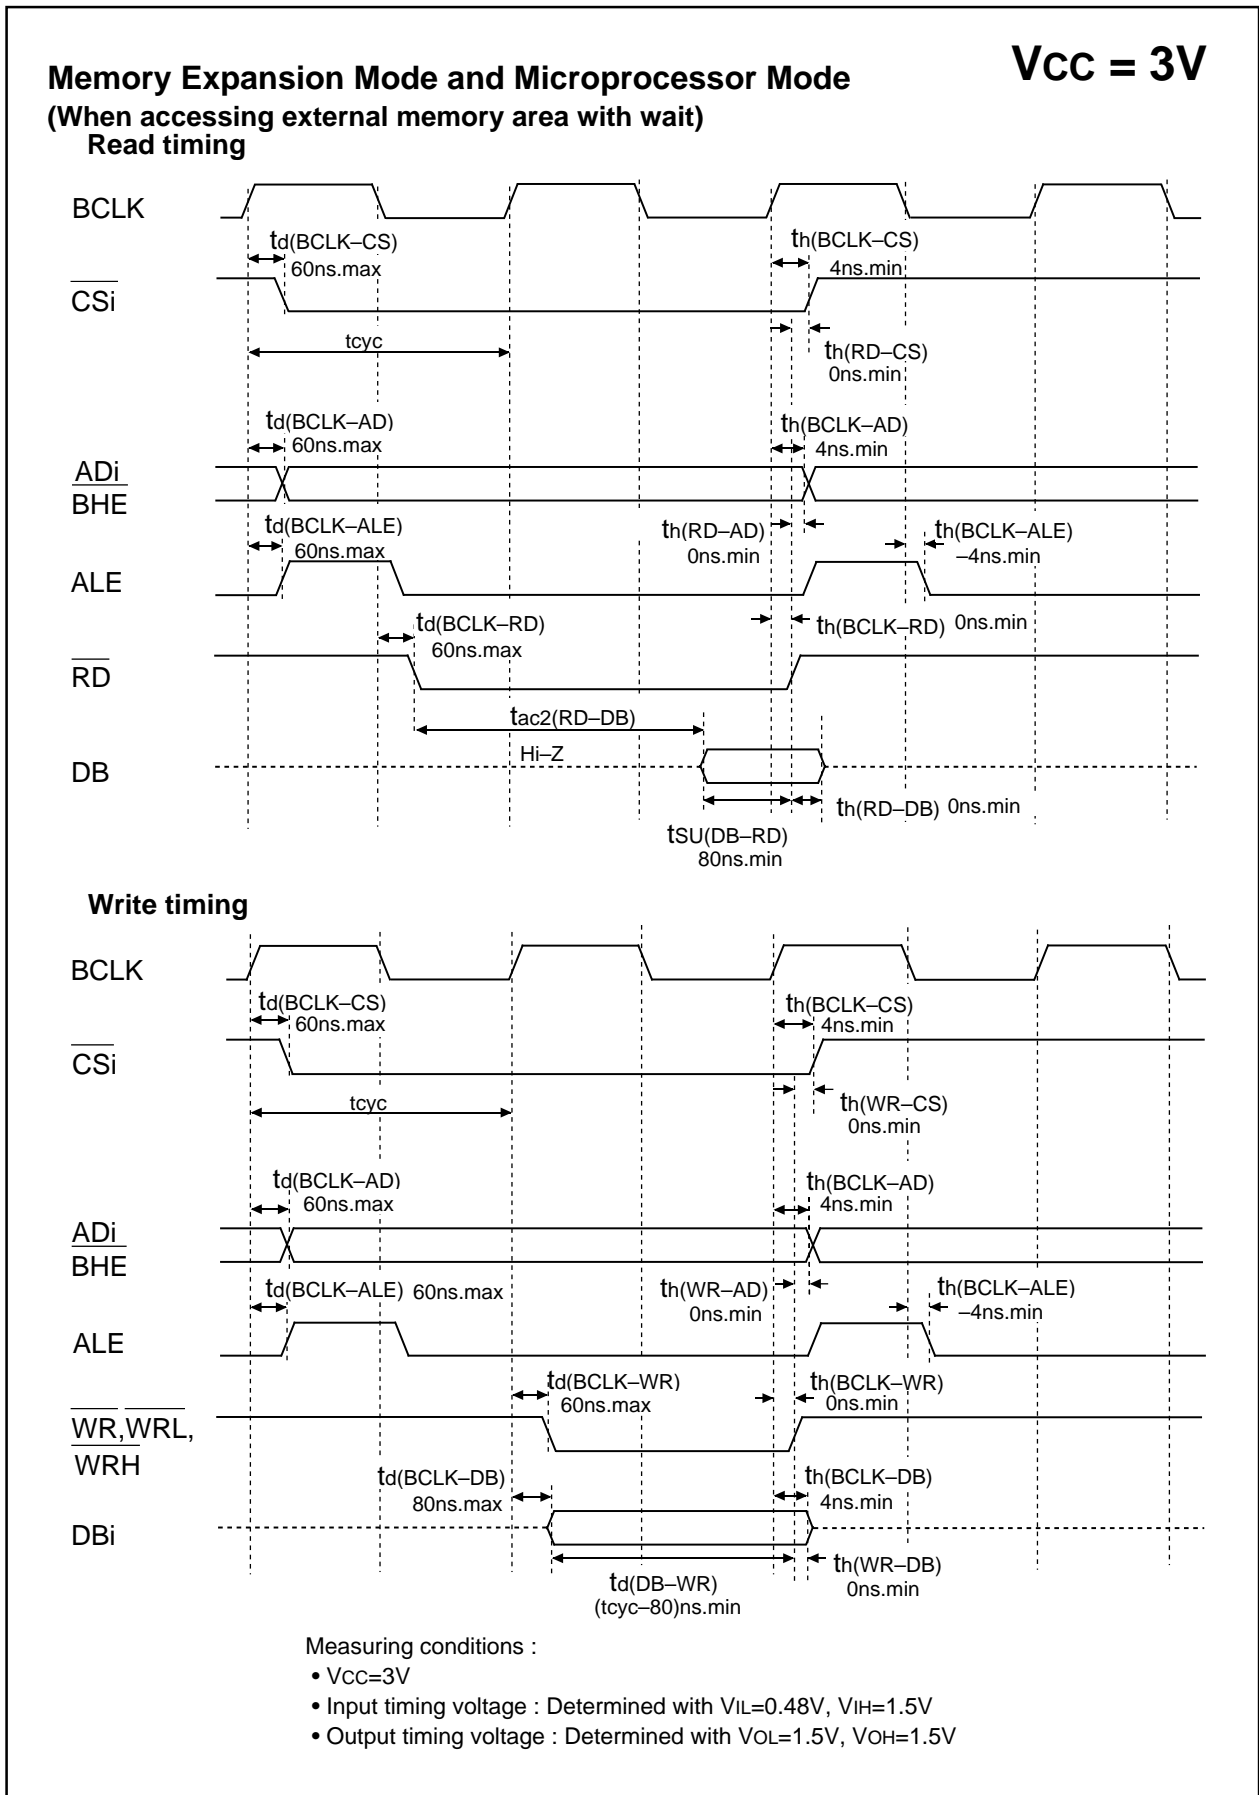 VCC = 3V
Memory Expansion Mode and Microprocessor Mode
(When accessing external memory area with wait)
Read timing
BCLK
td(BCLK–CS)
60ns.max
th(BCLK–CS)
4ns.min
CSi
tcyc
th(RD–CS)
0ns.min
td(BCLK–AD)
60ns.max
th(BCLK–AD)
4ns.min
ADi
BHE
td(BCLK–ALE)
60ns.max
th(RD–AD)
0ns.min
th(BCLK–ALE)
–4ns.min
ALE
td(BCLK–RD)
60ns.max
th(BCLK–RD) 0ns.min
RD
tac2(RD–DB)
Hi–Z
DB
th(RD–DB) 0ns.min
tSU(DB–RD)
80ns.min
Write timing
BCLK
td(BCLK–CS)
60ns.max
th(BCLK–CS)
4ns.min
CSi
tcyc
th(WR–CS)
0ns.min
td(BCLK–AD)
60ns.max
th(BCLK–AD)
4ns.min
ADi
BHE
td(BCLK–ALE) 60ns.max
th(WR–AD)
0ns.min
th(BCLK–ALE)
–4ns.min
ALE
td(BCLK–WR)
60ns.max
th(BCLK–WR)
0ns.min
WR,WRL,
WRH
td(BCLK–DB)
80ns.max
th(BCLK–DB)
4ns.min
DBi
td(DB–WR)
(tcyc–80)ns.min
th(WR–DB)
0ns.min
Measuring conditions :
• VCC=3V
• Input timing voltage : Determined with VIL=0.48V, VIH=1.5V
• Output timing voltage : Determined with VOL=1.5V, VOH=1.5V